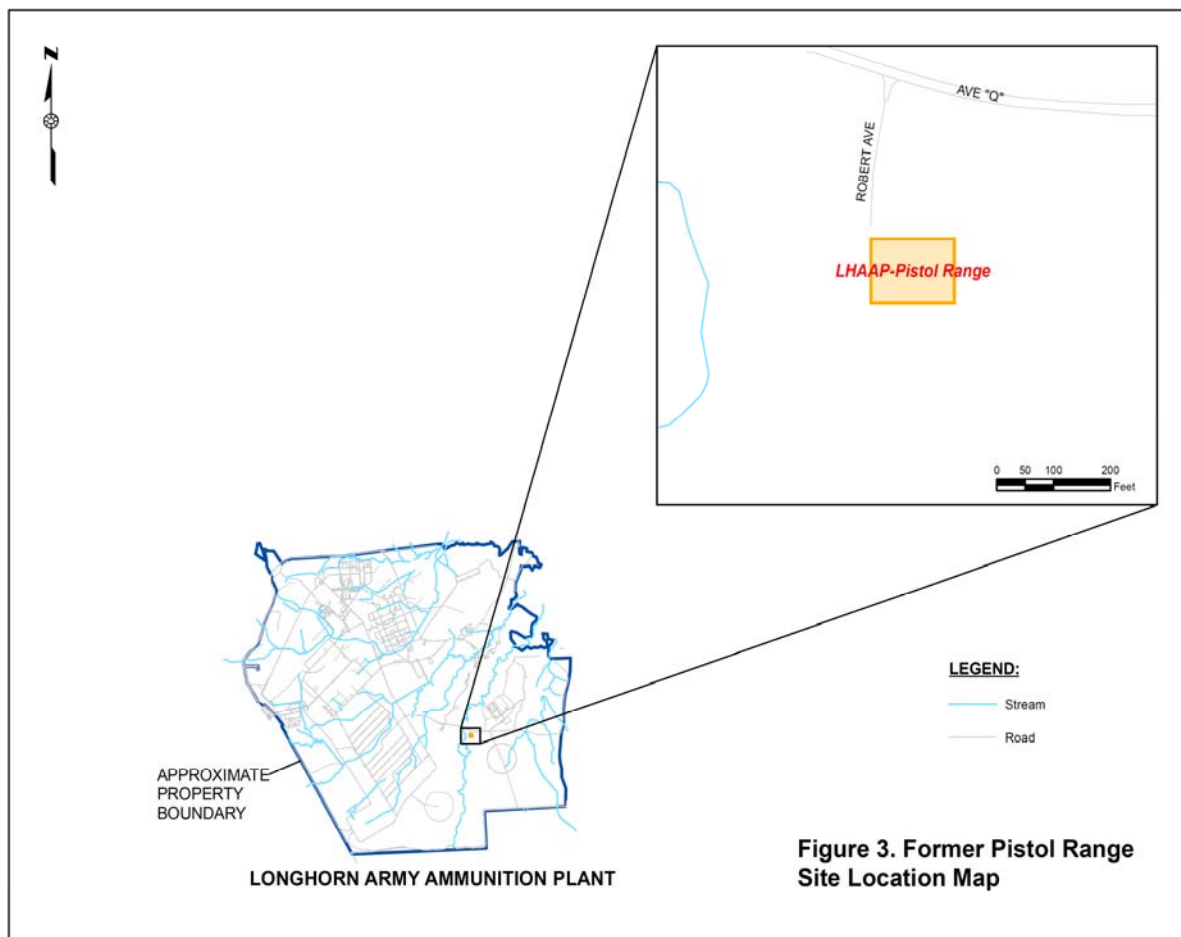 N
AVE "Q"
ROBERT AVE
LHAAP-Pistol Range
0 50 100 200
Feet
LEGEND:
Stream
Road
APPROXIMATE
PROPERTY
BOUNDARY
LONGHORN ARMY AMMUNITION PLANT
Figure 3. Former Pistol Range
Site Location Map